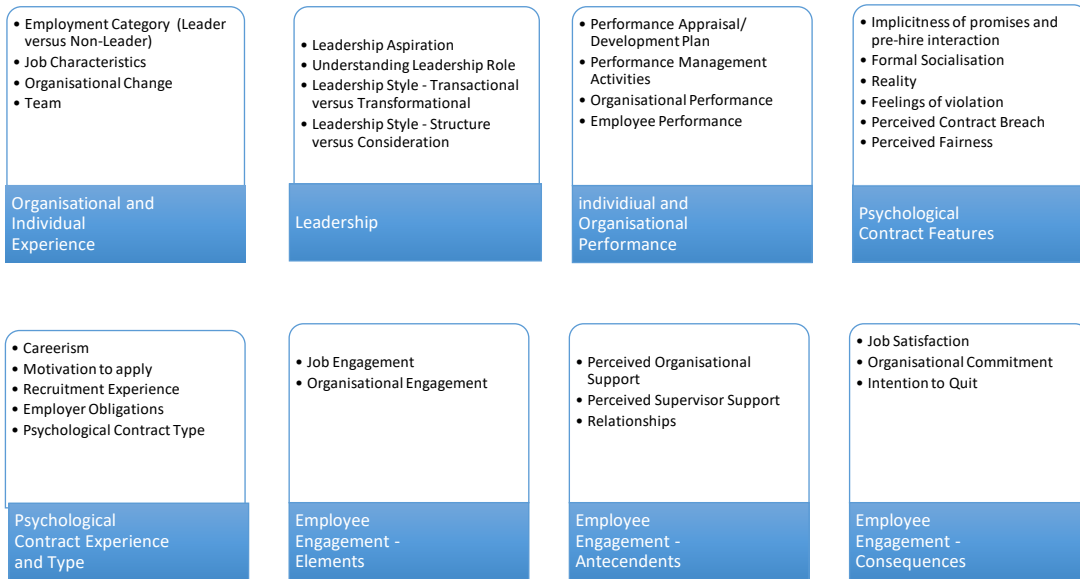 • Employment Category (Leader
versus Non-Leader)
• Job Characteristics
• Organisational Change
• Team
Organisational and
Individual
Experience
• Leadership Aspiration
• Understanding Leadership Role
• Leadership Style - Transactional
versus Transformational
• Leadership Style - Structure
versus Consideration
Leadership
• Performance Appraisal/
Development Plan
• Performance Management
Activities
• Organisational Performance
• Employee Performance
individiual and
Organisational
Performance
• Implicitness of promises and
pre-hire interaction
• Formal Socialisation
• Reality
• Feelings of violation
• Perceived Contract Breach
• Perceived Fairness
Psychological
Contract Features
• Careerism
• Motivation to apply
• Recruitment Experience
• Employer Obligations
• Psychological Contract Type
Psychological
Contract Experience
and Type
• Job Engagement
• Organisational Engagement
Employee
Engagement -
Elements
• Perceived Organisational
Support
• Perceived Supervisor Support
• Relationships
Employee
Engagement -
Antecendents
• Job Satisfaction
• Organisational Commitment
• Intention to Quit
Employee
Engagement -
Consequences